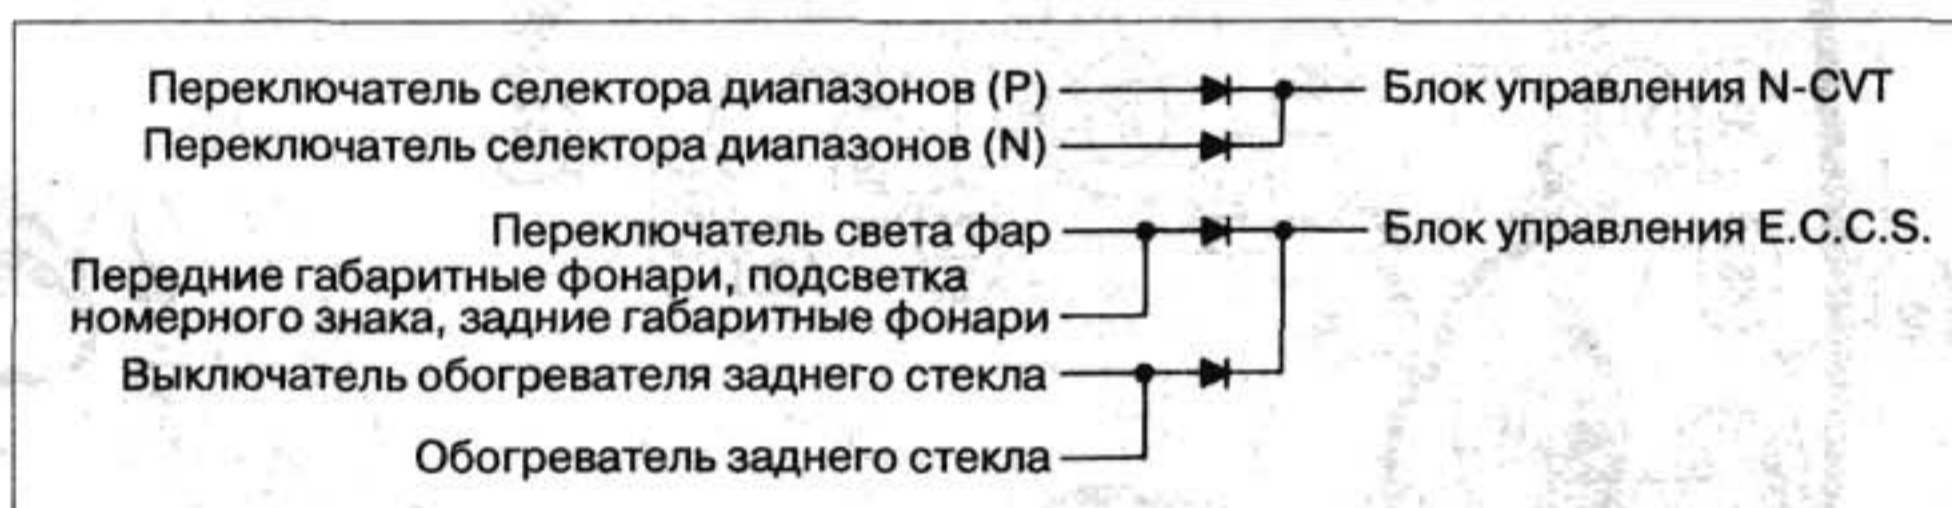 Переключатель селектора диапазонов (P)
Блок управления N-CVT
Переключатель селектора диапазонов (N)
Переключатель света фар
Блок управления E.C.C.S.
Передние габаритные фонари, подсветка
номерного знака, задние габаритные фонари
Выключатель обогревателя заднего стекла
Обогреватель заднего стекла